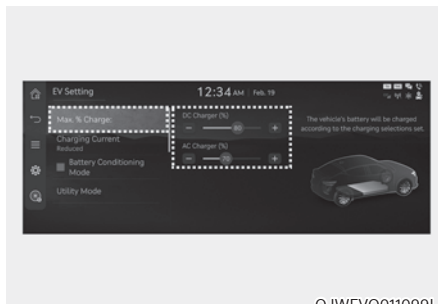 EV Setting
12:34 AM Feb. 19
Max. % Charge:
DC Charger (%)
80
Charging Current
Reduced
AC Charger (%)
70
Battery Conditioning
Mode
Utility Mode
The vehicle's battery will be charged
according to the charging selections set.